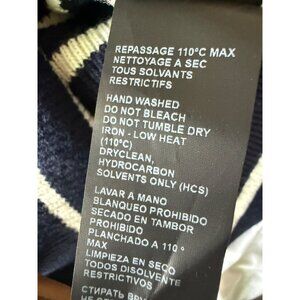 REPASSAGE 110°C MAX
NETTOYAGE A SEC
TOUS SOLVANTS
RESTRICTIFS
HAND WASHED
DO NOT BLEACH
DO NOT TUMBLE DRY
IRON - LOW HEAT
(110°C)
DRYCLEAN,
HYDROCARBON
SOLVENTS ONLY (HCS)
LAVAR A MANO
BLANQUEO PROHIBIDO
SECADO EN TAMBOR
PROHIBIDO
PLANCHADO A 110 °
MAX
LIMPIEZA EN SECO
TODOS DISOLVENTES
RESTRICTIVOS
СТИРАТЬ